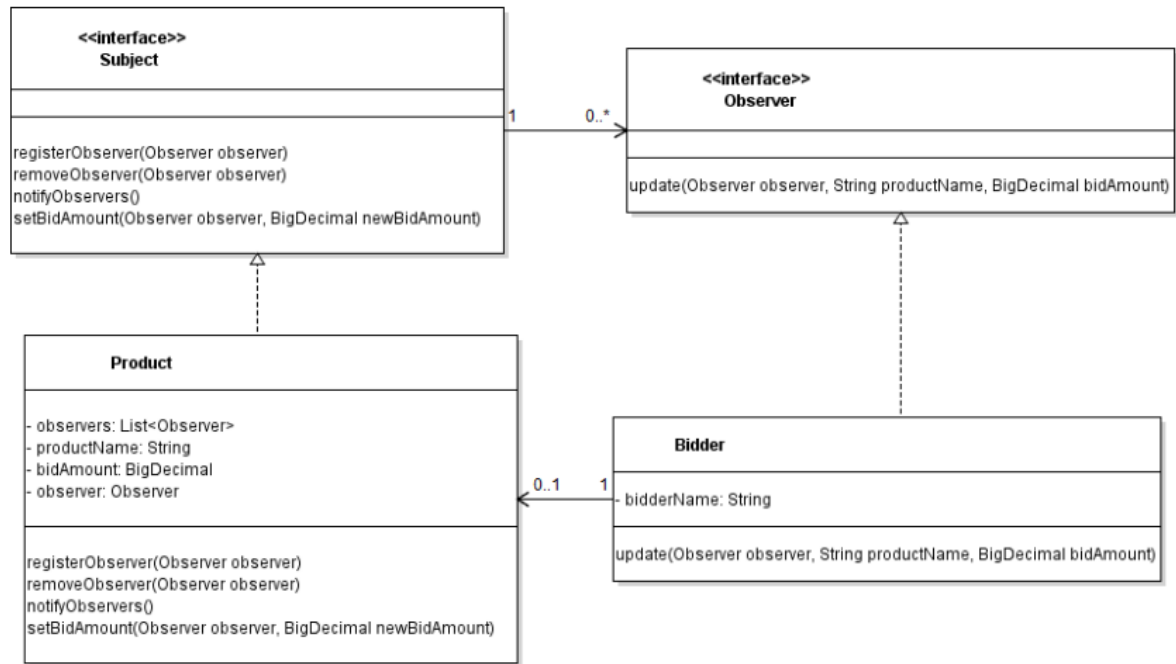 <<interface>>
Subject
registerObserver(Observer observer)
removeObserver(Observer observer)
notifyObservers()
setBidAmount(Observer observer, BigDecimal newBidAmount)
1
0..*
<<interface>>
Observer
update(Observer observer, String productName, BigDecimal bidAmount)
Product
- observers: List<Observer>
- productName: String
- bidAmount: BigDecimal
- observer: Observer
registerObserver(Observer observer)
removeObserver(Observer observer)
notifyObservers()
setBidAmount(Observer observer, BigDecimal newBidAmount)
0..1
1
Bidder
- bidderName: String
update(Observer observer, String productName, BigDecimal bidAmount)